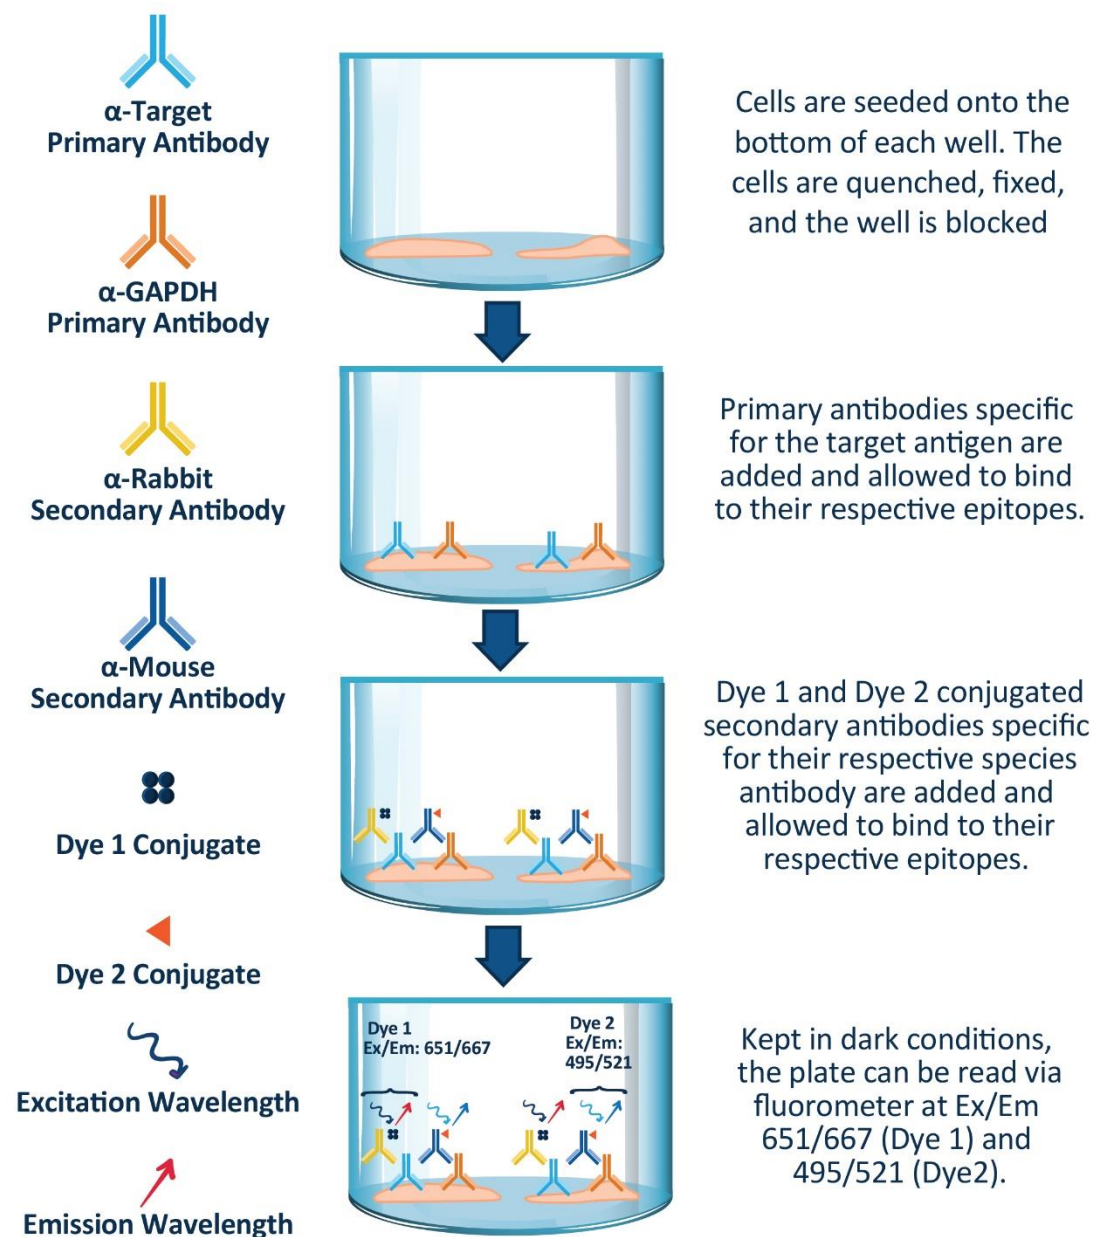 α-Target
Primary Antibody
α-GAPDH
Primary Antibody
α-Rabbit
Secondary Antibody
α-Mouse
Secondary Antibody
Dye 1 Conjugate
Dye 2 Conjugate
Excitation Wavelength
Emission Wavelength
Cells are seeded onto the
bottom of each well. The
cells are quenched, fixed,
and the well is blocked
Primary antibodies specific
for the target antigen are
added and allowed to bind
to their respective epitopes.
Dye 1 and Dye 2 conjugated
secondary antibodies specific
for their respective species
antibody are added and
allowed to bind to their
respective epitopes.
Dye 1
Ex/Em: 651/667
Dye 2
Ex/Em:
495/521
Kept in dark conditions,
the plate can be read via
fluorometer at Ex/Em
651/667 (Dye 1) and
495/521 (Dye2).